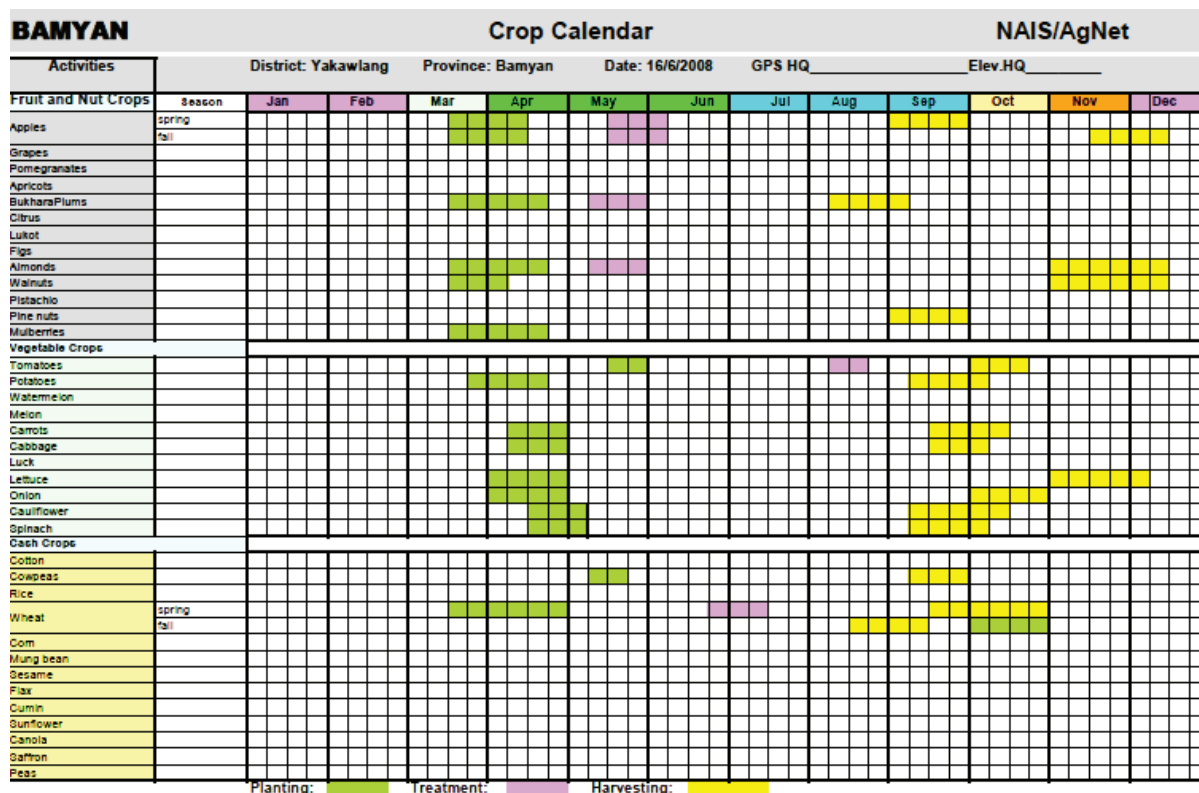 BAMYAN Crop Calendar NAIS/AgNet
Activities District: Yakawlang Province: Bamyan Date: 16/6/2008 GPS HQ__________ Elev.HQ________
Fruit and Nut Crops Season Jan Feb Mar Apr May Jun Jul Aug Sep Oct Nov Dec
Apples spring
fall
Grapes
Pomegranates
Apricots
BukharaPlums
Citrus
Lukot
Figs
Almonds
Walnuts
Pistachio
Pine nuts
Mulberries
Vegetable Crops
Tomatoes
Potatoes
Watermelon
Melon
Carrots
Cabbage
Luck
Lettuce
Onion
Cauliflower
Spinach
Cash Crops
Cotton
Cowpeas
Rice
Wheat spring
fall
Corn
Mung bean
Sesame
Flax
Cumin
Sunflower
Canola
Saffron
Peas
Planting: Treatment: Harvesting: